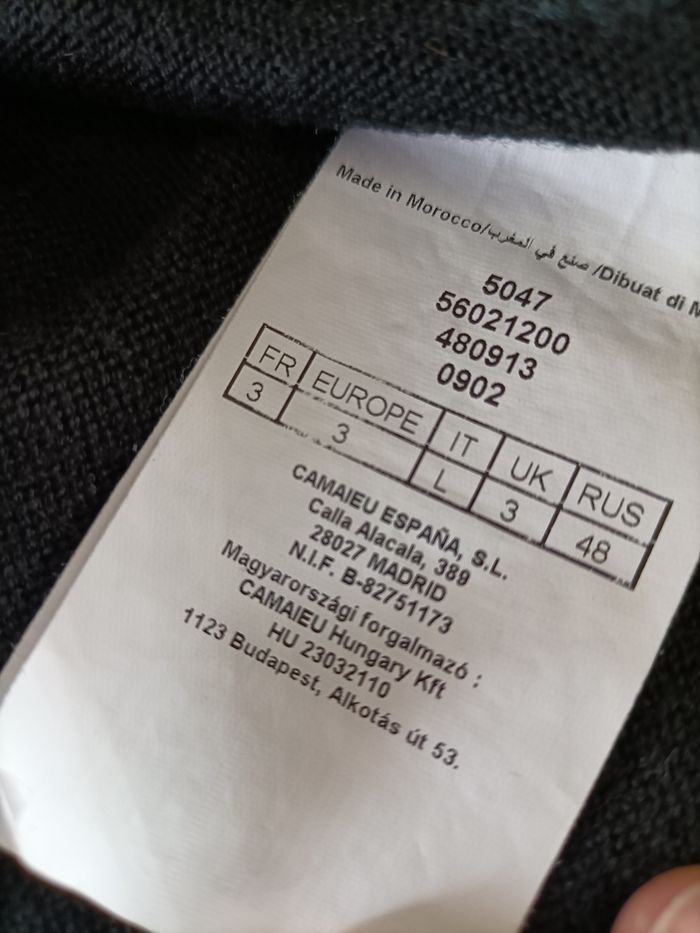 Made in Morocco/صنع في المغرب /Dibuat di
5047
56021200
480913
0902
FR EUROPE IT UK RUS
3 3 L 3 48
CAMAIEU ESPAÑA, S.L.
Calla Alacala, 389
28027 MADRID
N.I.F. B-82751173
Magyarországi forgalmazó :
CAMAIEU Hungary Kft
HU 23032110
1123 Budapest, Alkotás út 53.